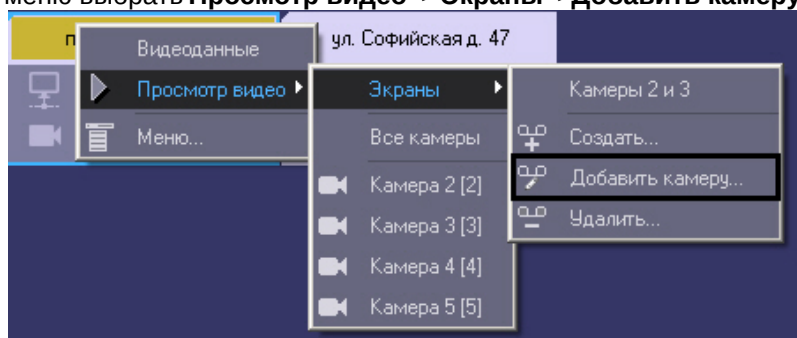 меню выбрать Просмотр видео → Экраны → Добавить камеру
п
ул. Софийская д. 47
Видеоданные
Просмотр видео
Меню...
Экраны
Все камеры
Камера 2 [2]
Камера 3 [3]
Камера 4 [4]
Камера 5 [5]
Камеры 2 и 3
Создать...
Добавить камеру...
Удалить...